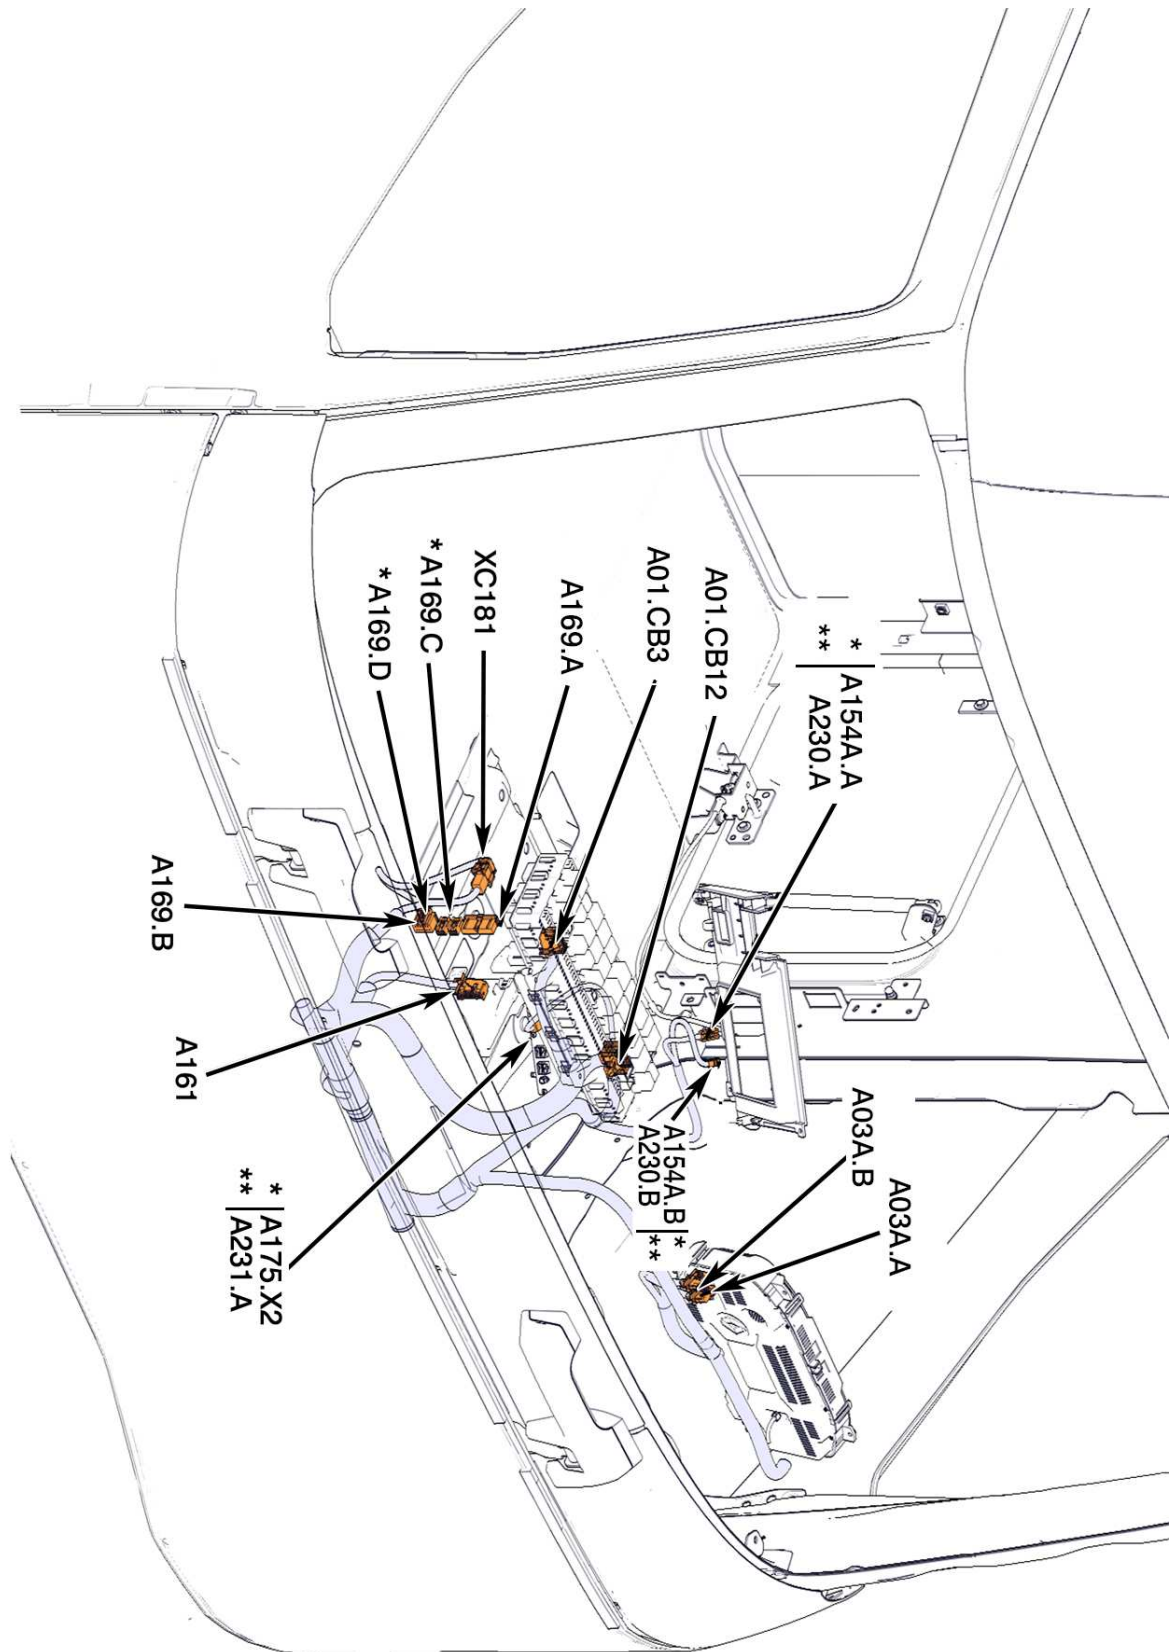 * | A154A.A
** | A230.A
A01.CB12
A01.CB3
A169.A
XC181
*A169.C
*A169.D
A03A.A
A03A.B
A154A.B | *
A230.B | **
* | A175.X2
** | A231.A
A161
A169.B